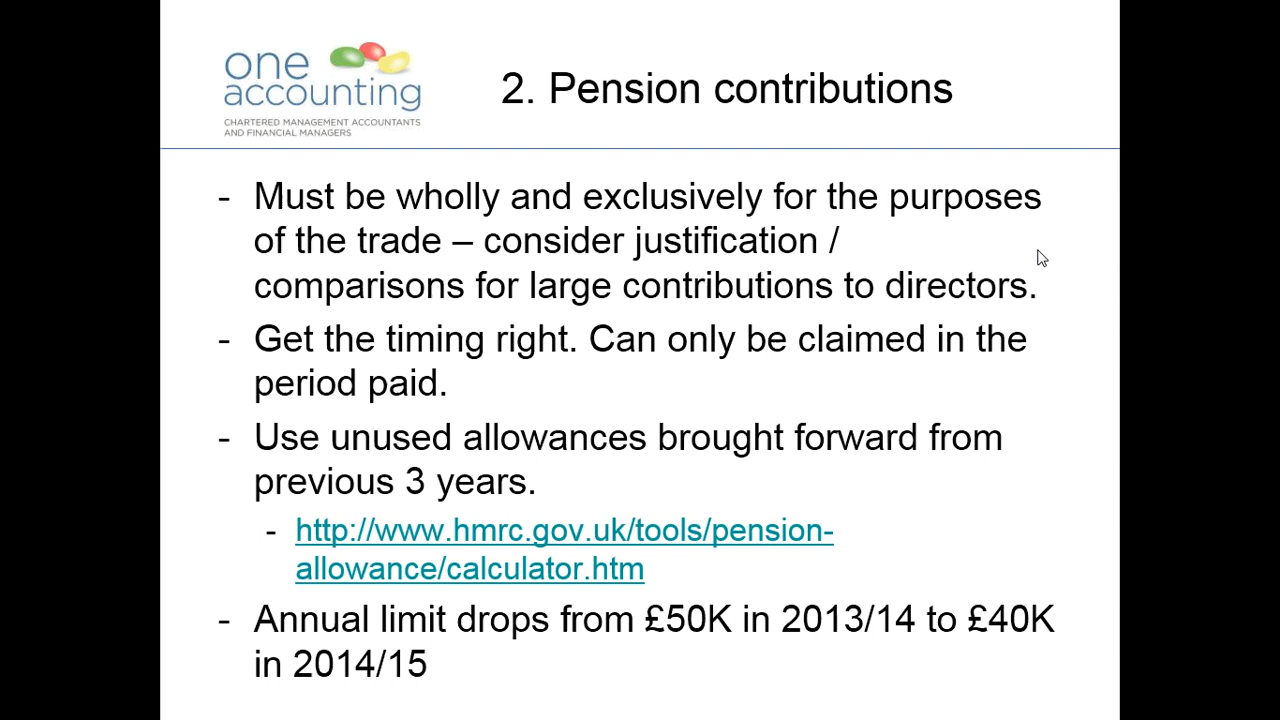 one
accounting
CHARTERED MANAGEMENT ACCOUNTANTS
AND FINANCIAL MANAGERS
2. Pension contributions
- Must be wholly and exclusively for the purposes
of the trade – consider justification /
comparisons for large contributions to directors.
- Get the timing right. Can only be claimed in the
period paid.
- Use unused allowances brought forward from
previous 3 years.
- http://www.hmrc.gov.uk/tools/pension-
allowance/calculator.htm
- Annual limit drops from £50K in 2013/14 to £40K
in 2014/15